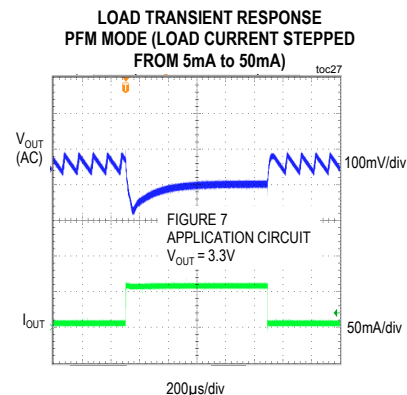 LOAD TRANSIENT RESPONSE
PFM MODE (LOAD CURRENT STEPPED
FROM 5mA to 50mA)
toc27
T
VOUT
(AC)
100mV/div
FIGURE 7
APPLICATION CIRCUIT
VOUT = 3.3V
IOUT
50mA/div
200µs/div